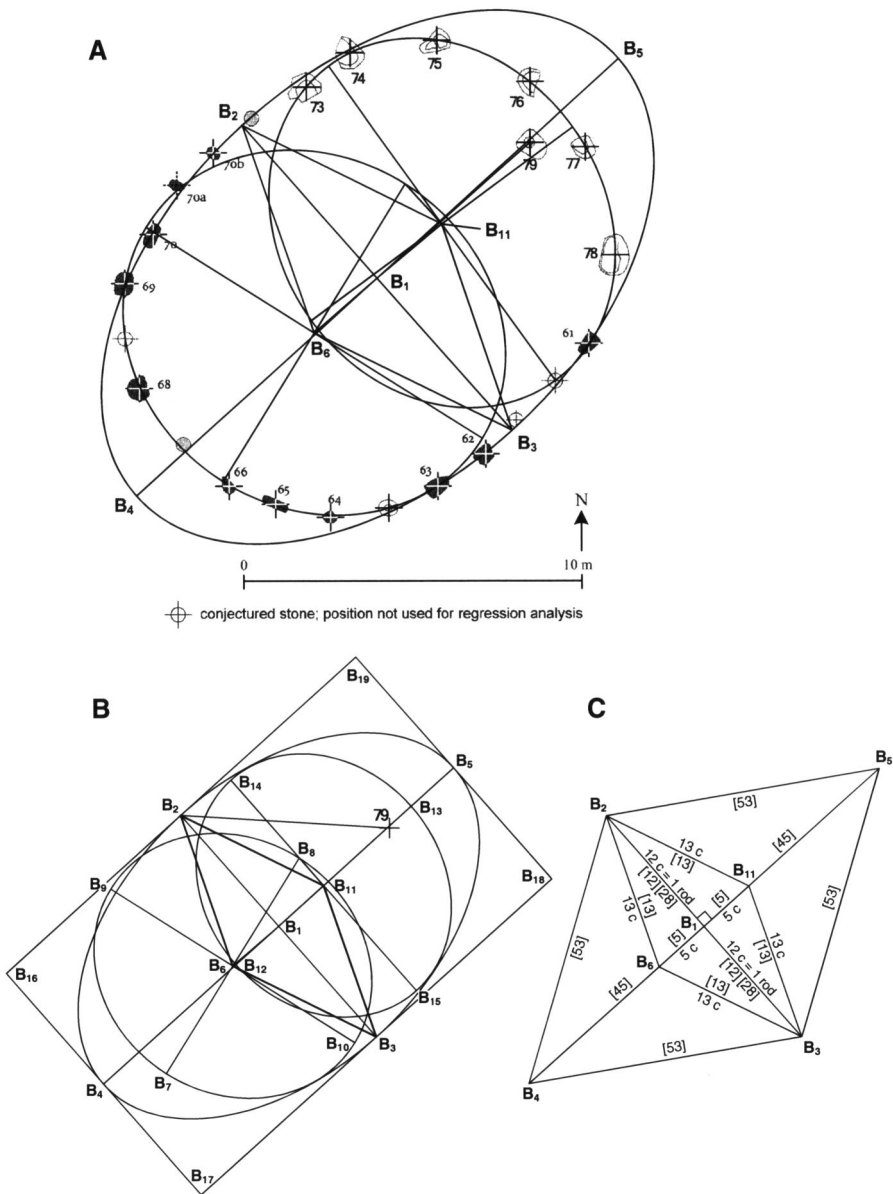 A
B₅
74
75
73
76
B₂
79
77
70b
70a
B₁₁
70
78
69
B₁
61
B₆
68
62
B₃
66
65
64
63
B₄
N
0
10 m
conjectured stone; position not used for regression analysis
B
B₁₉
C
B₁₄
B₅
B₂
79
B₁₃
B₈
B₉
B₁₁
B₁₈
B₁
B₆
B₁₂
B₁₆
B₁₅
B₁₀
B₃
B₄
B₇
B₁₇
B₅
B₂
[53]
13 c
[13]
[45]
B₁₁
12 c = 1 rod
[12] [28]
[5]
5 c
[53]
13 c
[13]
B₁
[53]
[5]
5 c
13 c
[13]
12 c = 1 rod
[12] [28]
B₆
[13]
13 c
[45]
B₃
[53]
B₄